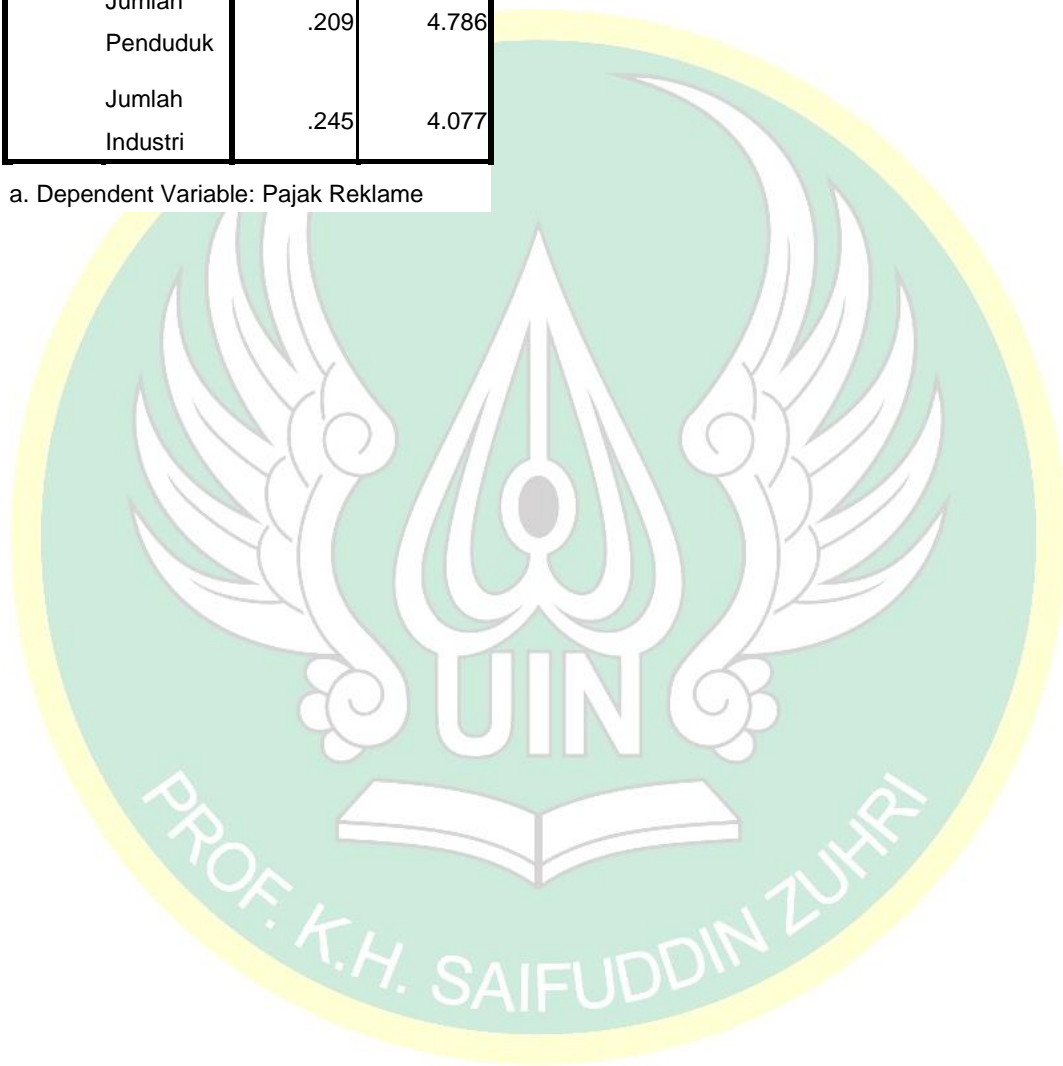 Jumlah
Penduduk .209 4.786
Jumlah
Industri .245 4.077
a. Dependent Variable: Pajak Reklame
UIN
PROF. K.H. SAIFUDDIN ZUHRI